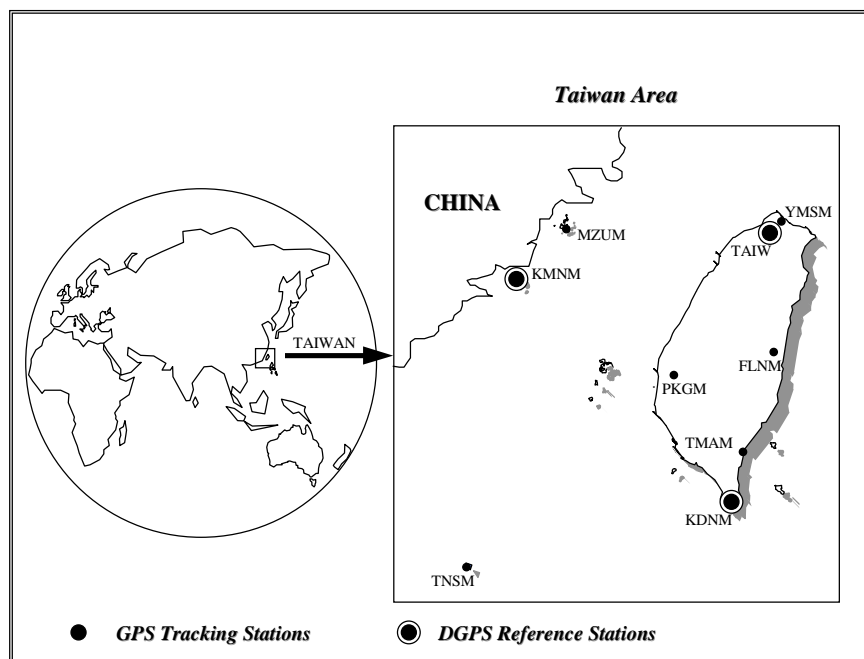 Taiwan Area
CHINA
YMSM
MZUM
TAIW
KMNM
TAIWAN
FLNM
PKGM
TMAM
KDNM
TNSM
GPS Tracking Stations
DGPS Reference Stations